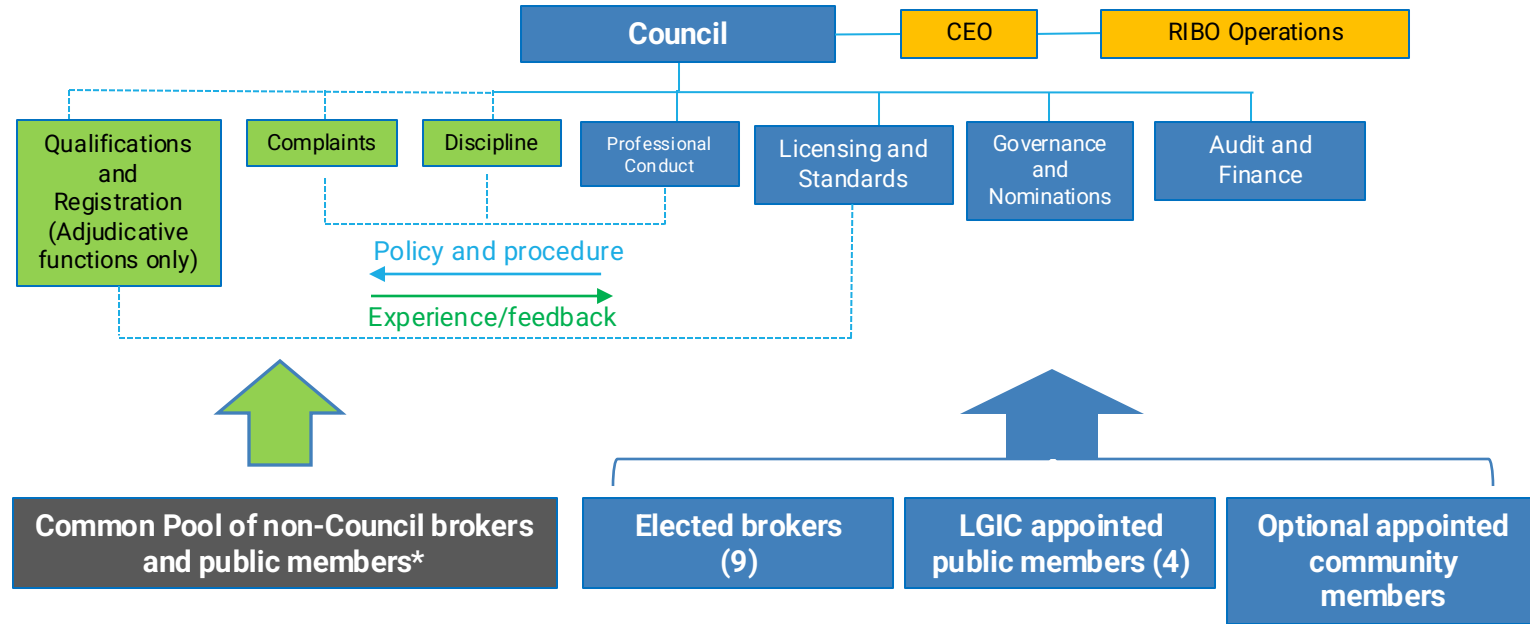 Council
CEO
RIBO Operations
Qualifications
and
Registration
(Adjudicative
functions only)
Complaints
Discipline
Professional
Conduct
Licensing and
Standards
Governance
and
Nominations
Audit and
Finance
Policy and procedure
Experience/feedback
Common Pool of non-Council brokers
and public members*
Elected brokers
(9)
LGIC appointed
public members (4)
Optional appointed
community
members